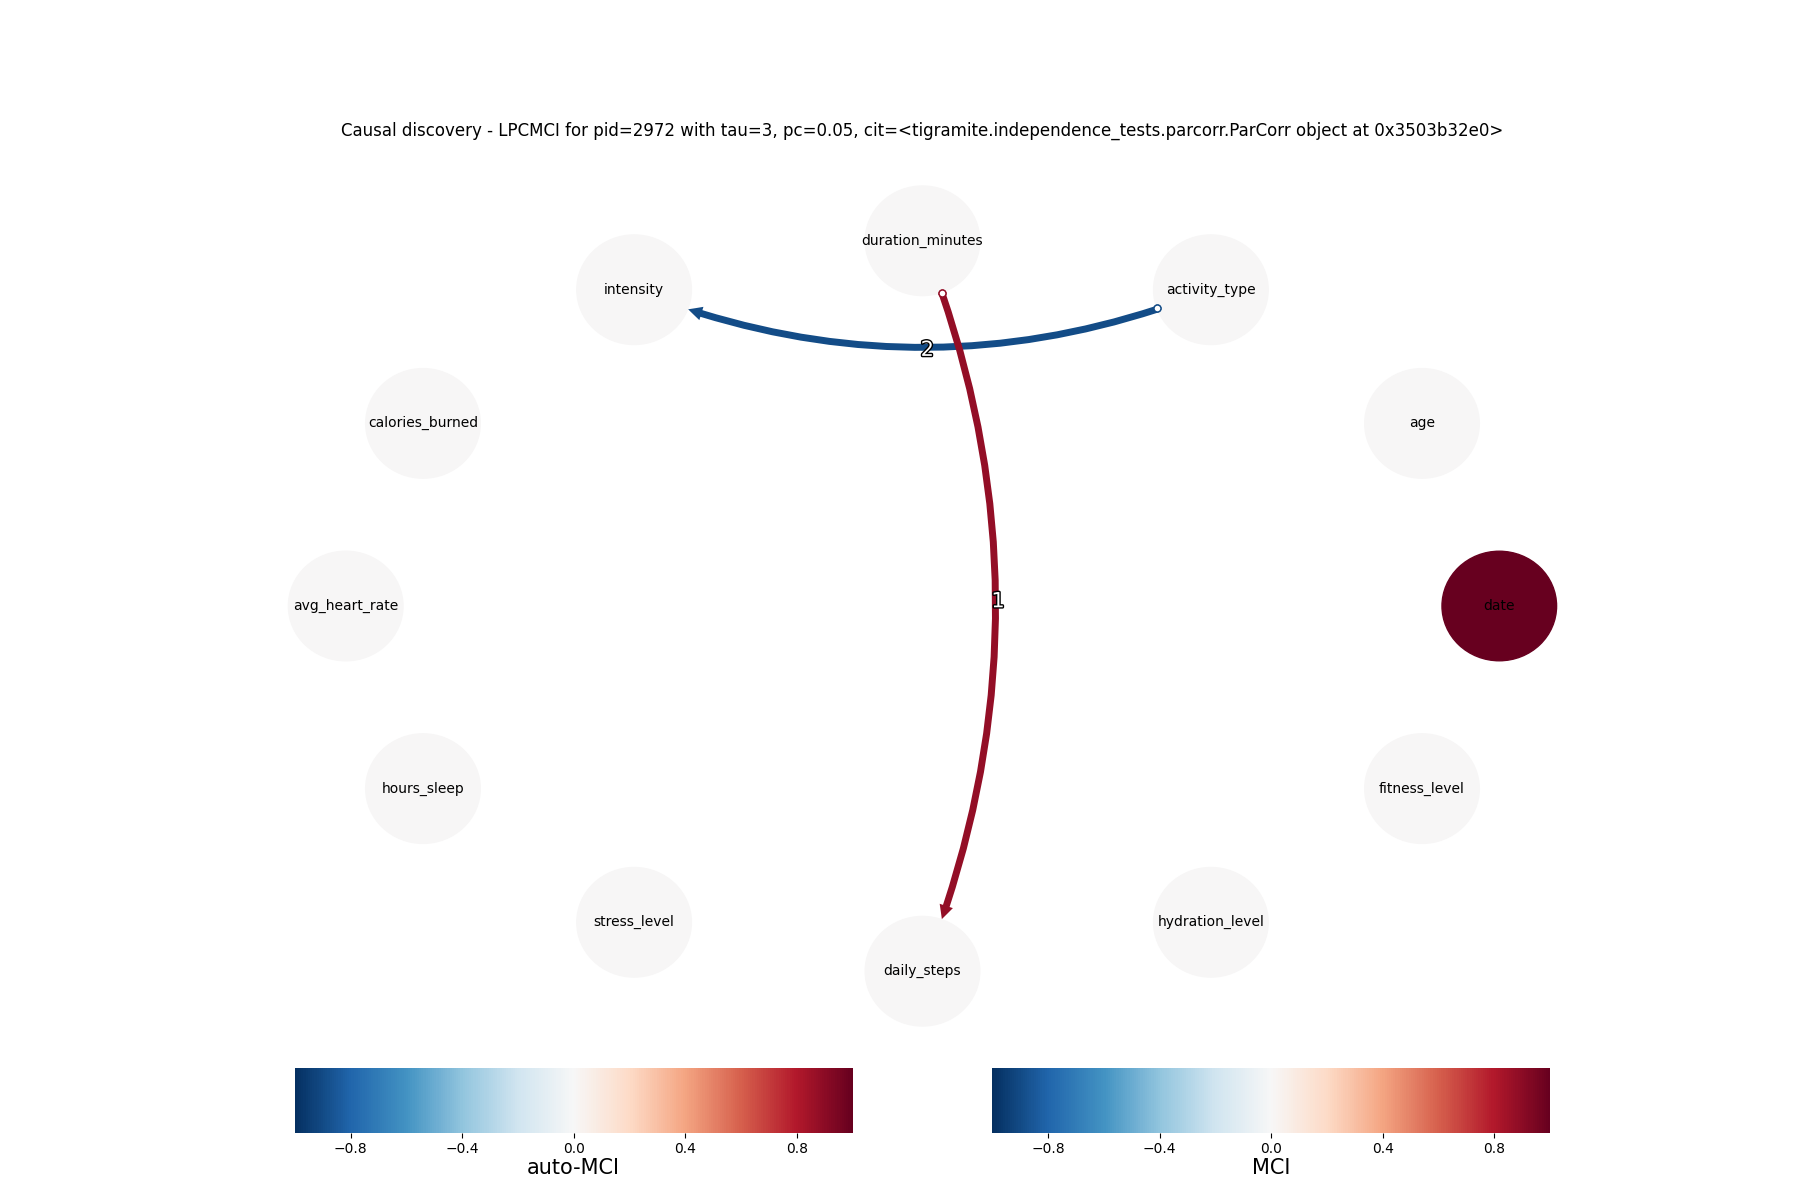 Causal discovery - LPCMCI for pid=2972 with tau=3, pc=0.05, cit=<tigramite.independence_tests.parcorr.ParCorr object at 0x3503b32e0>
duration_minutes
intensity
activity_type
2
calories_burned
age
avg_heart_rate
1
date
hours_sleep
fitness_level
stress_level
hydration_level
daily_steps
−0.8 −0.4 0.0 0.4 0.8
auto-MCI
−0.8 −0.4 0.0 0.4 0.8
MCI